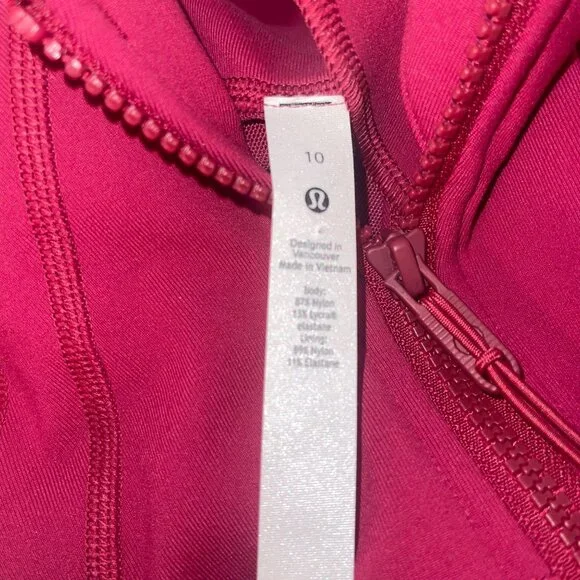 10
Designed in
Vancouver
Made in Vietnam
body:
87% Nylon
13% Lycra®
elastane
Lining:
89% Nylon
11% Elastane